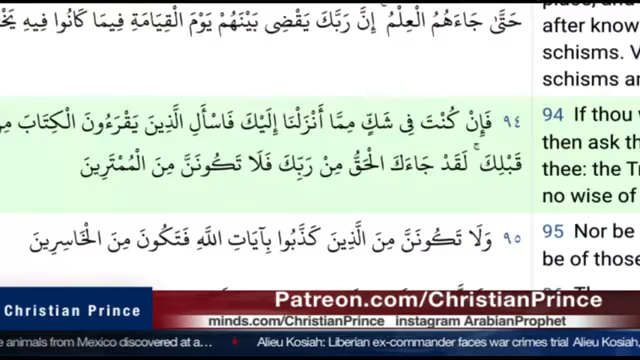 حَتَّىٰ جَاءَهُمُ الْعِلْمُ ۚ إِنَّ رَبَّكَ يَقْضِي بَيْنَهُمْ يَوْمَ الْقِيَامَةِ فِيمَا كَانُوا فِيهِ
after know
schisms. V
schisms ar
٩٤ فَإِن كُنتَ فِي شَكٍّ مِمَّا أَنْزَلْنَا إِلَيْكَ فَاسْأَلِ الَّذِينَ يَقْرَءُونَ الْكِتَابَ مِن
قَبْلِكَ ۚ لَقَدْ جَاءَكَ الْحَقُّ مِنْ رَبِّكَ فَلَا تَكُونَنَّ مِنَ الْمُمْتَرِينَ
94 If thou
then ask th
thee: the Tr
no wise of
٩٥ وَلَا تَكُونَنَّ مِنَ الَّذِينَ كَذَّبُوا بِآيَاتِ اللَّهِ فَتَكُونَ مِنَ الْخَاسِرِينَ
95 Nor be
be of those
Christian Prince
Patreon.com/ChristianPrince
minds.com/ChristianPrince instagram ArabianProphet
animals from Mexico discovered at a... Alieu Kosiah: Liberian ex-commander faces war crimes trial Alieu Kosiah.